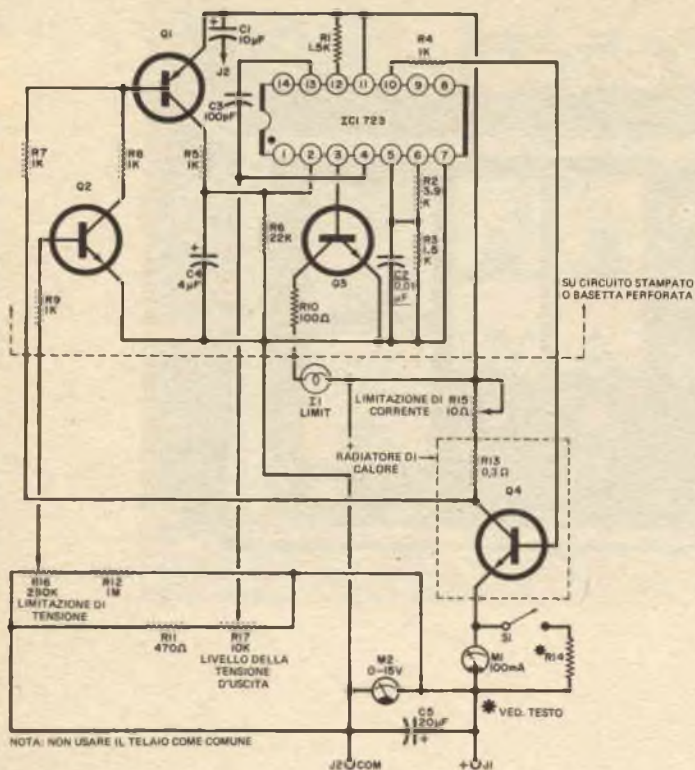 Q1
C1
10µF
J2
R1
1.5K
R4
1K
14
13
12
11
10
9
8
C3
100pF
IC1 723
1
2
3
4
5
6
7
R7
1K
R8
1K
R5
1K
Q2
R6
22K
R2
3.9
K
R3
1.5
K
C4
4µF
Q3
C2
0,01
µF
R9
1K
R10
100Ω
SU CIRCUITO STAMPATO
O BASETTA PERFORATA
I1
LIMIT
LIMITAZIONE DI
CORRENTE
R15
10Ω
RADIATORE DI
CALORE
R13
0,3 Ω
Q4
R16
250K
LIMITAZIONE DI
TENSIONE
R12
1M
R11
470Ω
R17
10K
LIVELLO DELLA
TENSIONE
D'USCITA
S1
M1
100mA
* R14
M2
0-15V
C5
20µF
* VED. TESTO
NOTA: NON USARE IL TELAIO COME COMUNE
J2 COM
+ J1